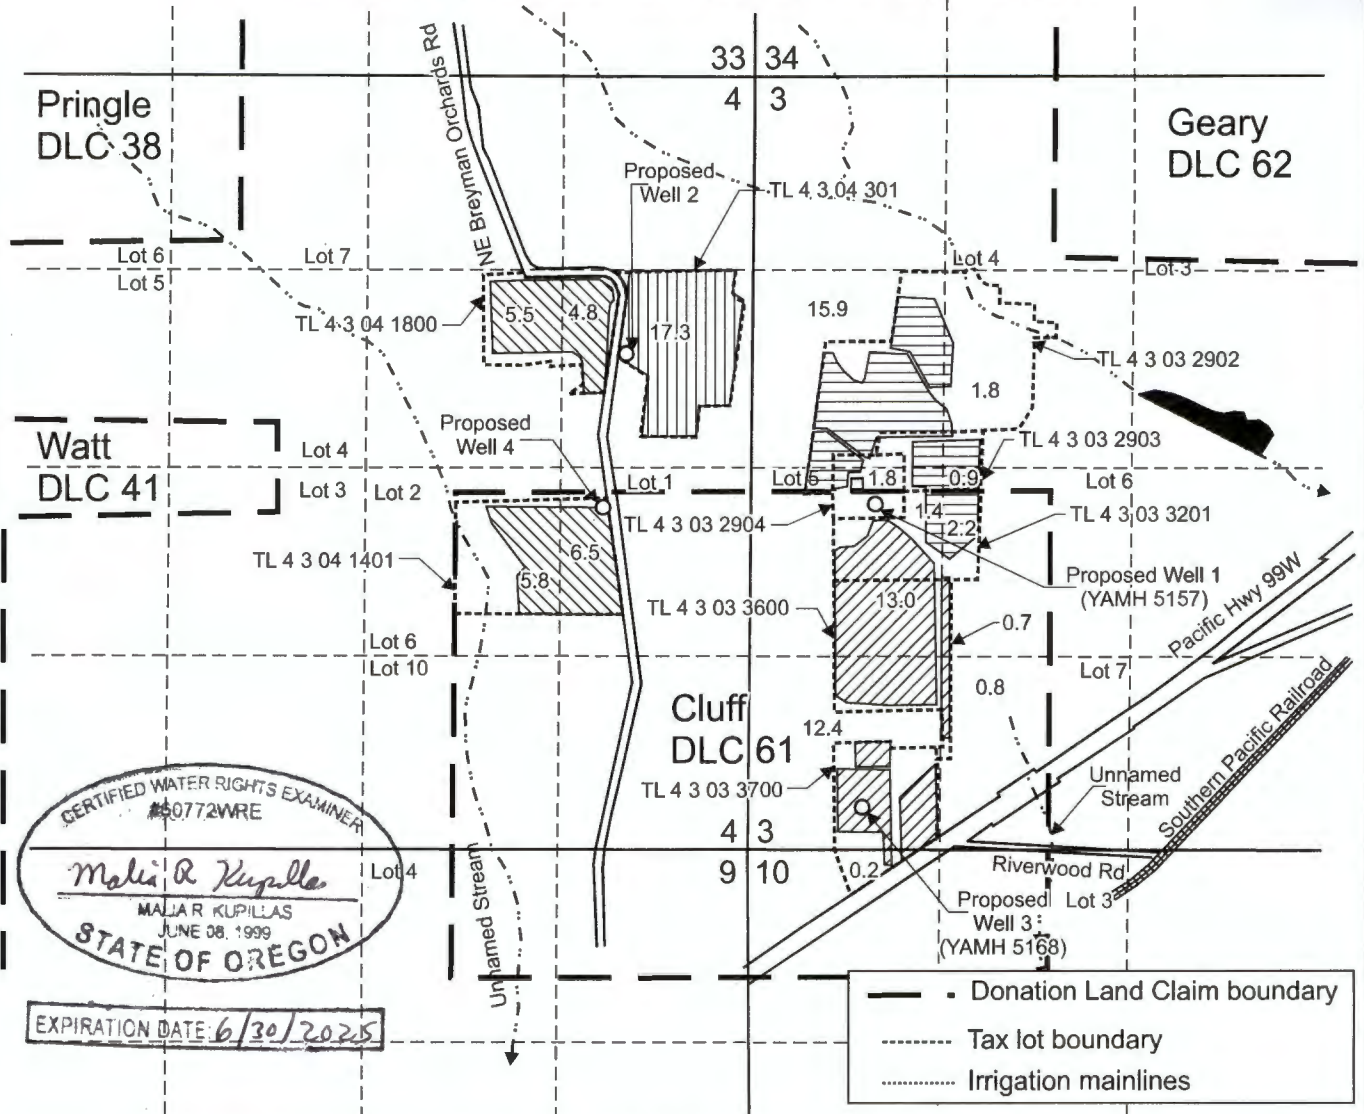 33 34
4 3
Pringle
DLC 38
NE Breyman Orchards Rd
Geary
DLC 62
Proposed
Well 2
TL 4 3 04 301
Lot 6
Lot 7
Lot 4
Lot 3
Lot 5
15.9
5.5
4.8
17.3
TL 4 3 04 1800
TL 4 3 03 2902
1.8
Proposed
Well 4
Watt
DLC 41
Lot 4
TL 4 3 03 2903
Lot 3
Lot 2
Lot 1
Lot 5
1.8
0.9
Lot 6
1.4
2.2
TL 4 3 03 2904
TL 4 3 03 3201
TL 4 3 04 1401
6.5
5.8
Proposed Well 1
(YAMH 5157)
Pacific Hwy 99W
TL 4 3 03 3600
13.0
0.7
Lot 6
Lot 10
Lot 7
0.8
Cluff
DLC 61
12.4
TL 4 3 03 3700
Unnamed
Stream
Southern Pacific Railroad
4 3
9 10
0.2
Riverwood Rd
Lot 4
Lot 3
Proposed
Well 3
(YAMH 5168)
Unnamed Stream
CERTIFIED WATER RIGHTS EXAMINER
#60772WRE
Malia R Kupillas
MALIA R. KUPILLAS
JUNE 08, 1999
STATE OF OREGON
EXPIRATION DATE: 6/30/2025
Donation Land Claim boundary
Tax lot boundary
Irrigation mainlines